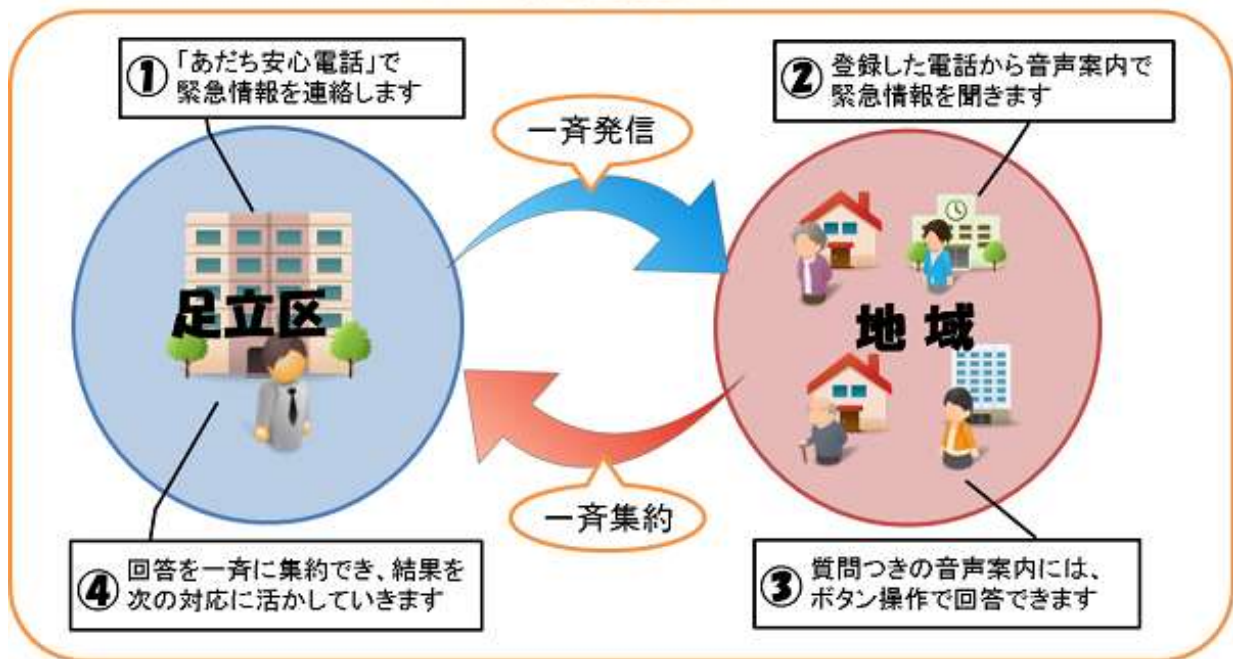 ①「あだち安心電話」で
緊急情報を連絡します
一斉発信
②登録した電話から音声案内で
緊急情報を聞きます
足立区
地域
一斉集約
③質問つきの音声案内には、
ボタン操作で回答できます
④回答を一斉に集約でき、結果を
次の対応に活かしていきます